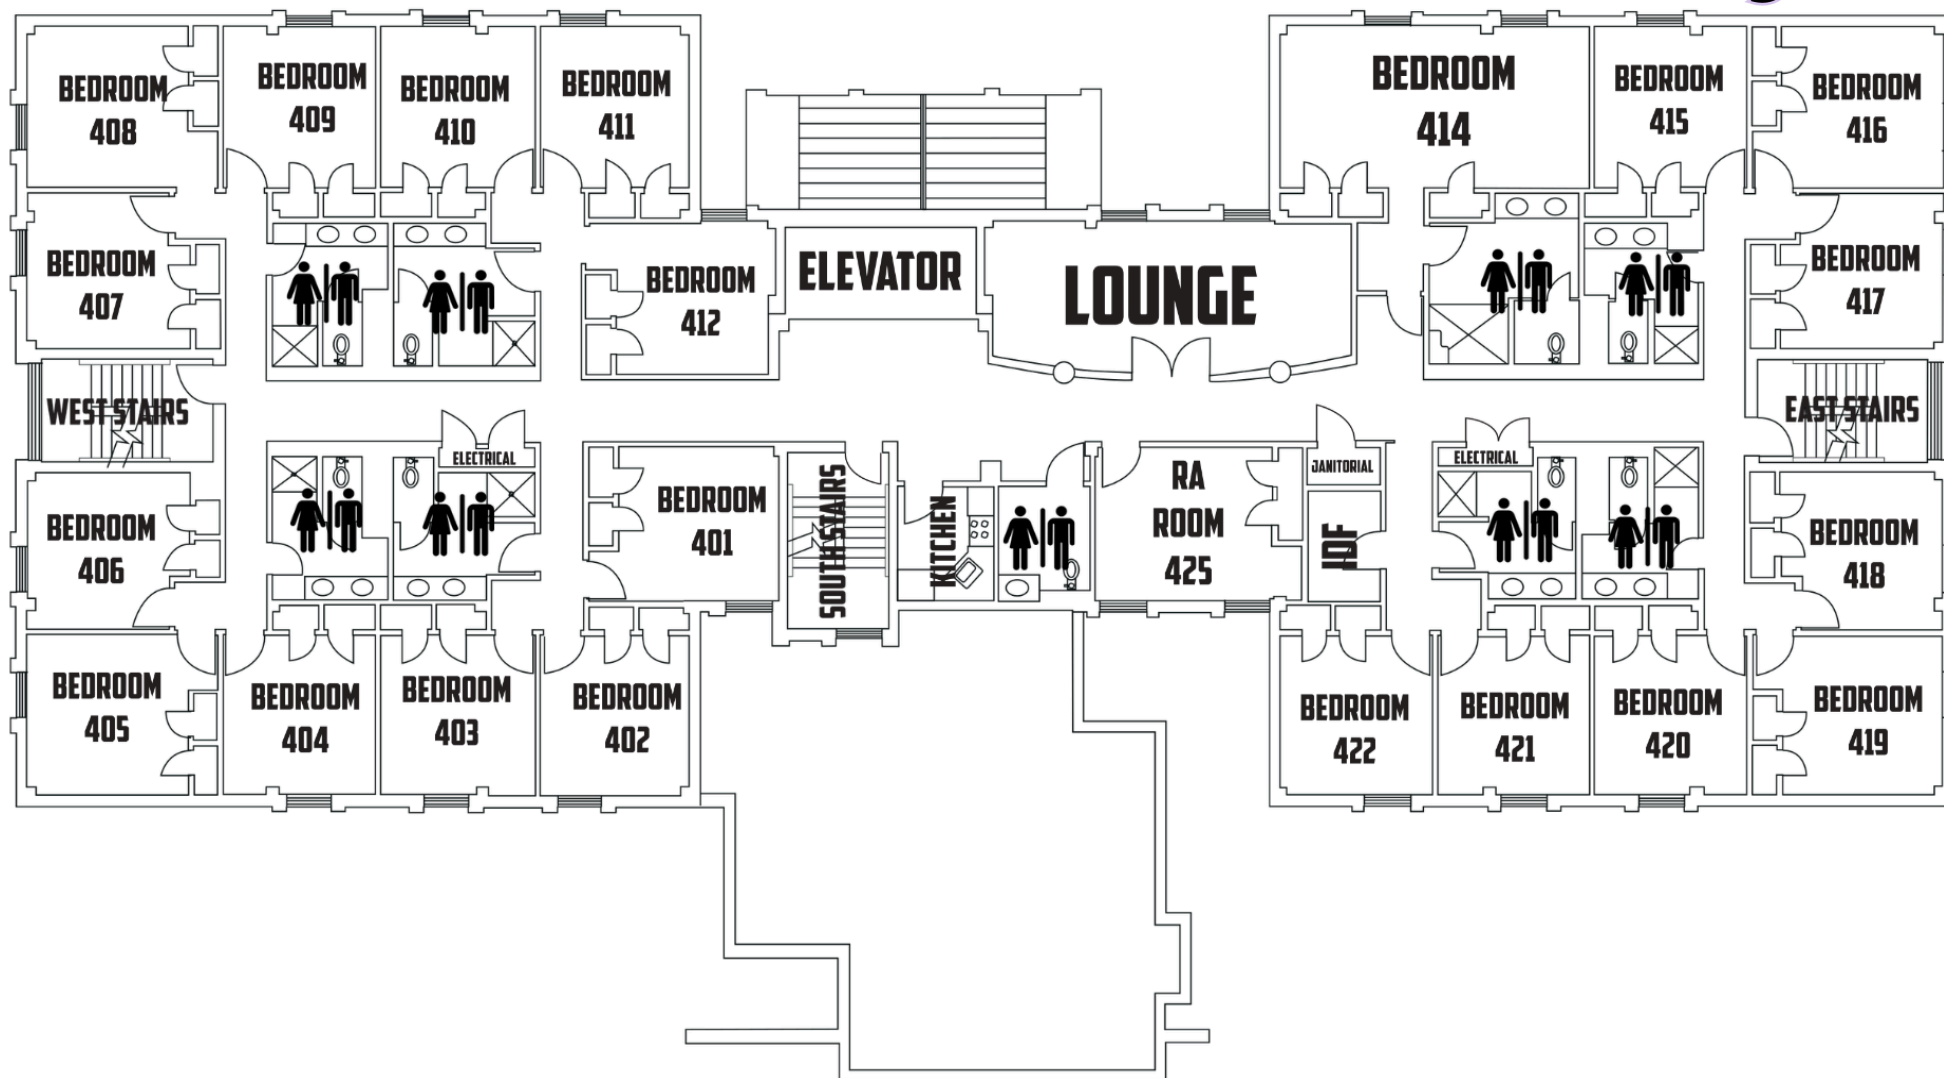 BEDROOM
408
BEDROOM
409
BEDROOM
410
BEDROOM
411
BEDROOM
414
BEDROOM
415
BEDROOM
416
BEDROOM
407
BEDROOM
412
ELEVATOR
LOUNGE
BEDROOM
417
WEST STAIRS
EAST STAIRS
ELECTRICAL
ELECTRICAL
JANITORIAL
BEDROOM
406
BEDROOM
401
SOUTH STAIRS
KITCHEN
RA
ROOM
425
IDF
BEDROOM
418
BEDROOM
405
BEDROOM
404
BEDROOM
403
BEDROOM
402
BEDROOM
422
BEDROOM
421
BEDROOM
420
BEDROOM
419